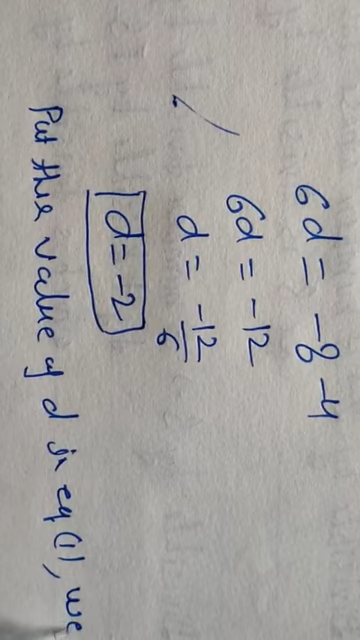 6d = -8-4
6d = -12
d = -12/6
d = -2
Put this value of d in eq (1), we